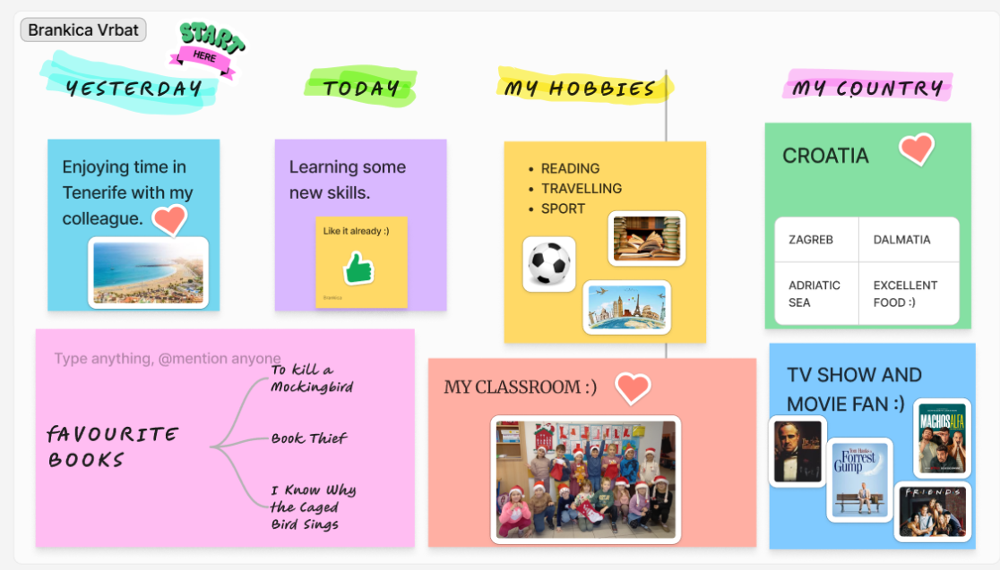 Brankica Vrbat
START
HERE
YESTERDAY
TODAY
MY HOBBIES
MY COUNTRY
Enjoying time in
Tenerife with my
colleague.
Learning some
new skills.
Like it already :)
Brankica
• READING
• TRAVELLING
• SPORT
CROATIA
ZAGREB
DALMATIA
ADRIATIC
SEA
EXCELLENT
FOOD :)
Type anything, @mention anyone
FAVOURITE
BOOKS
To kill a
Mockingbird
Book Thief
I Know Why
the Caged
Bird Sings
MY CLASSROOM :)
TV SHOW AND
MOVIE FAN :)
MACHOS ALFA
Tom Hanks
Forrest
Gump
FRIENDS